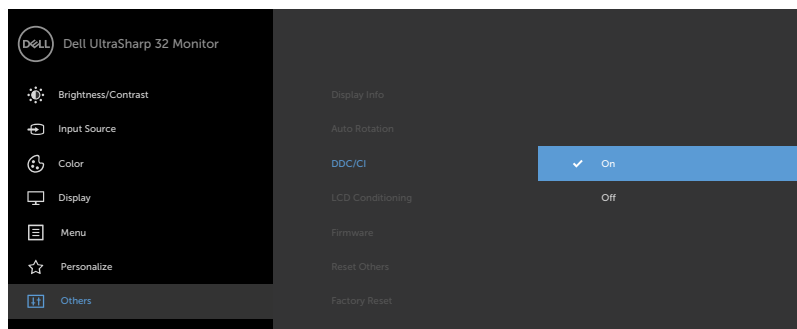 DELL Dell UltraSharp 32 Monitor
Brightness/Contrast
Input Source
Color
Display
Menu
Personalize
Others
Display Info
Auto Rotation
DDC/CI
LCD Conditioning
Firmware
Reset Others
Factory Reset
On
Off